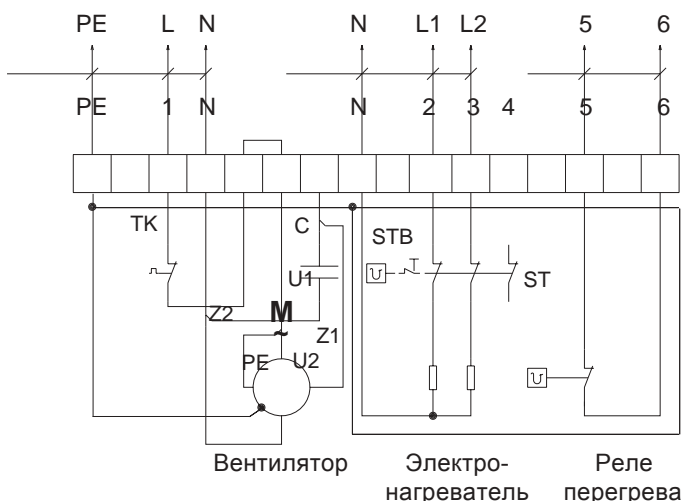 PE L N N L1 L2 5 6
PE 1 N N 2 3 4 5 6
TK C STB
U1 ST
Z2 M
~ Z1
PE U2
Вентилятор Электро- Реле
нагреватель перегрева